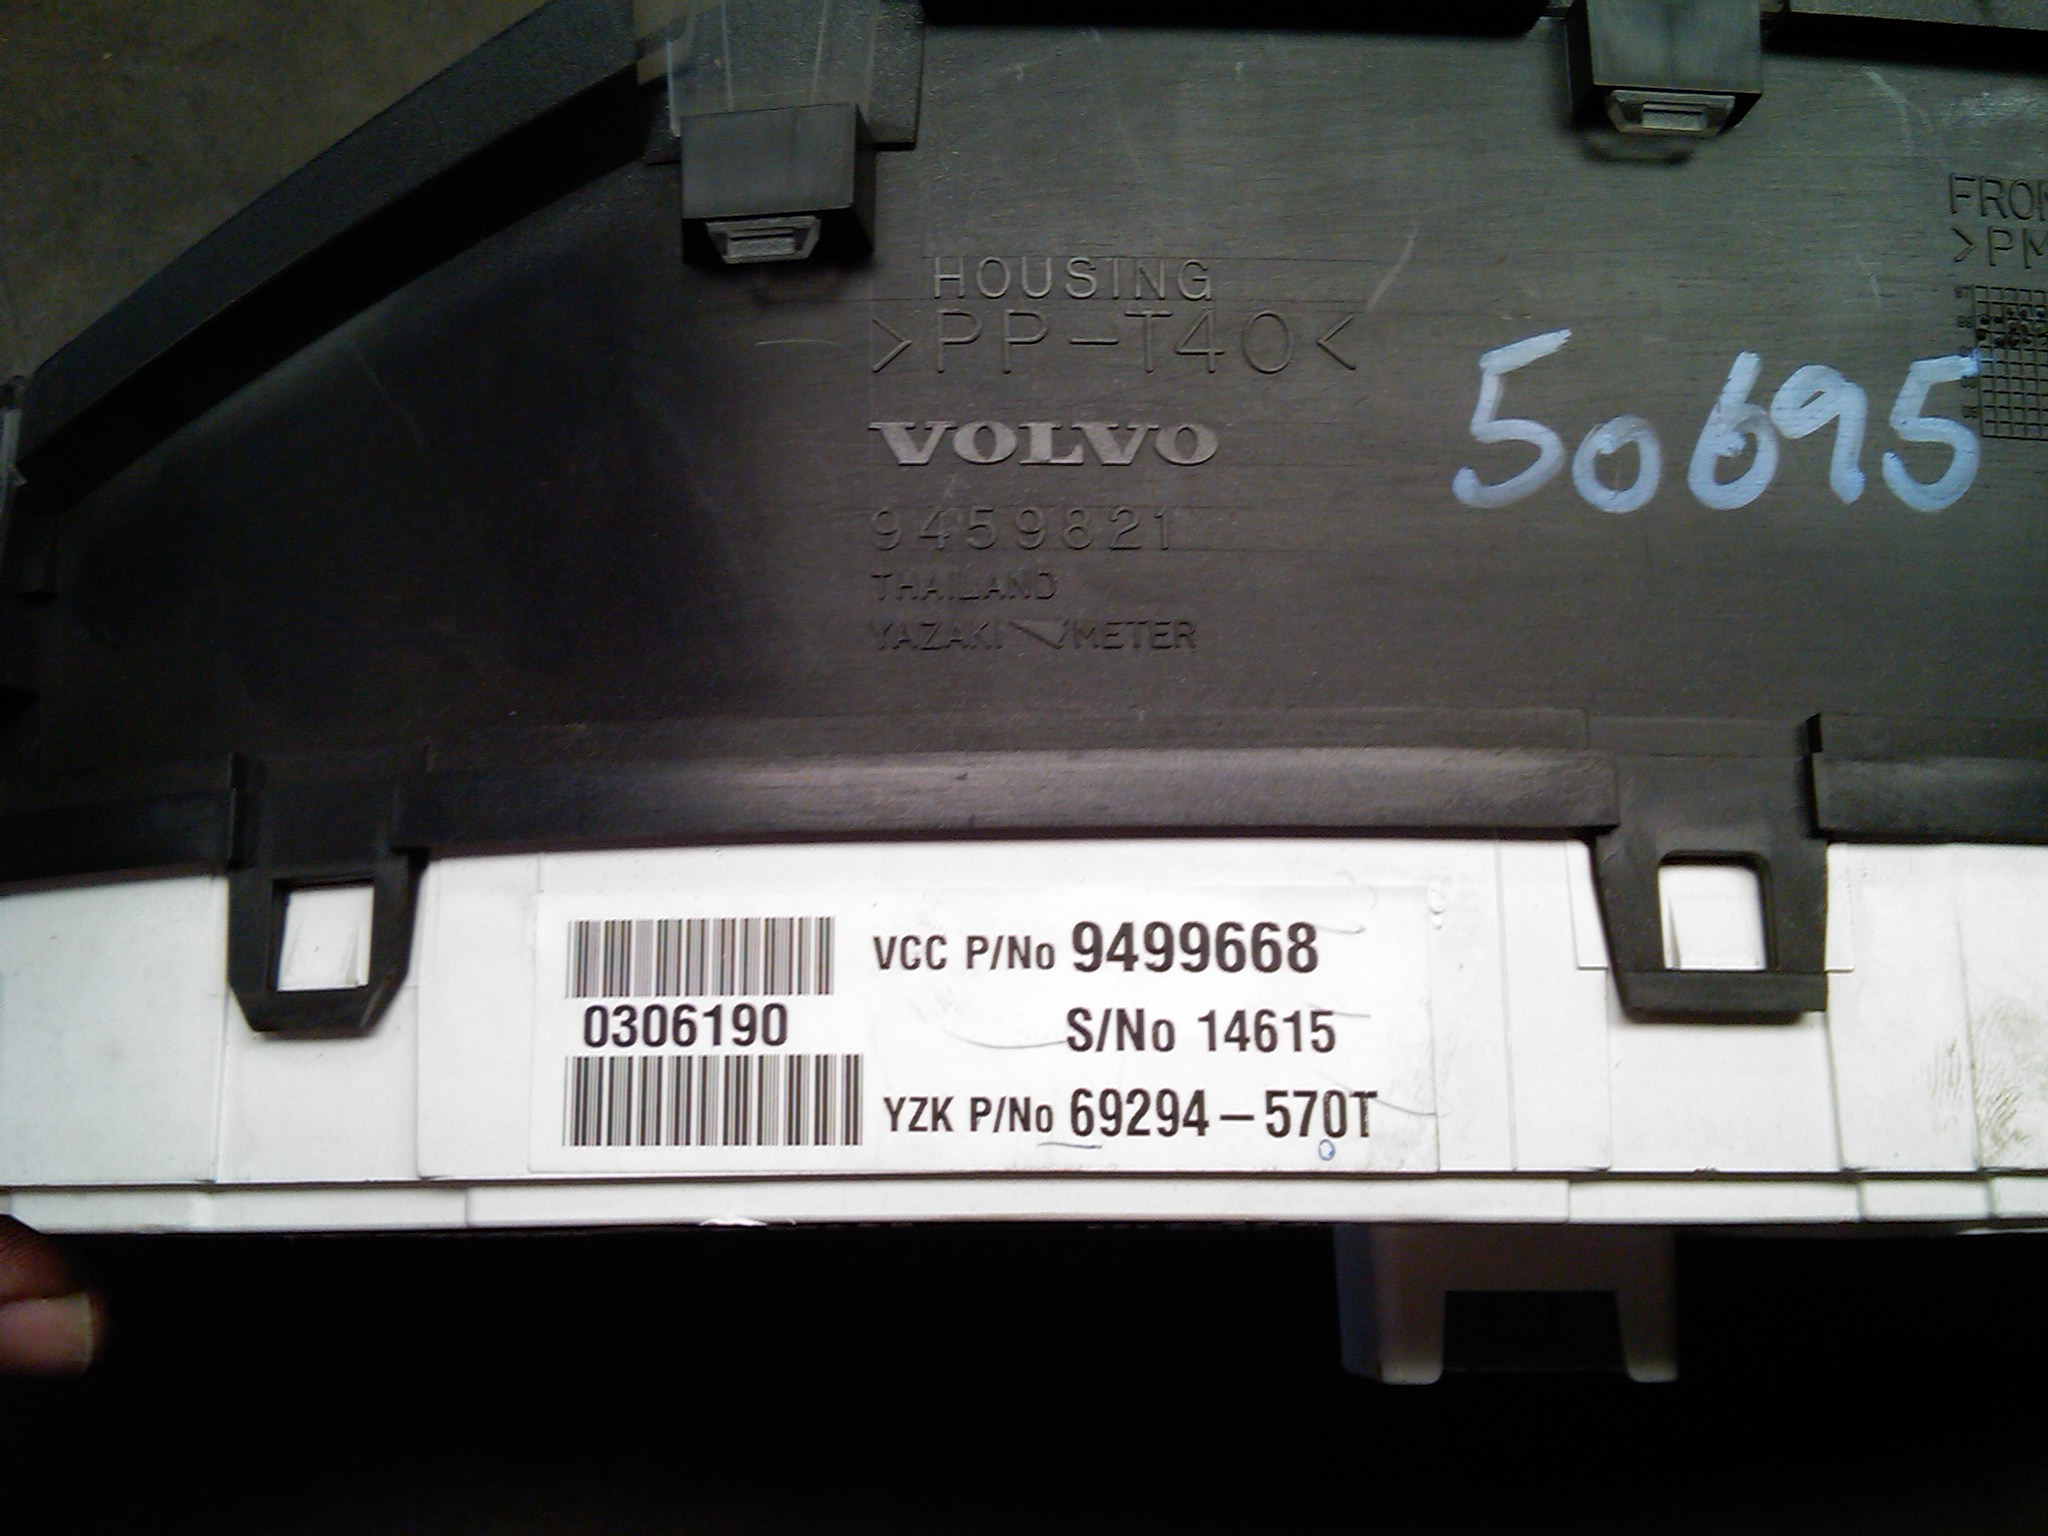 HOUSING
>PP-T40<
VOLVO
9459821
THAILAND
YAZAKI METER
50695
>PM
VCC P/No 9499668
0306190
S/No 14615
YZK P/No 69294-570T